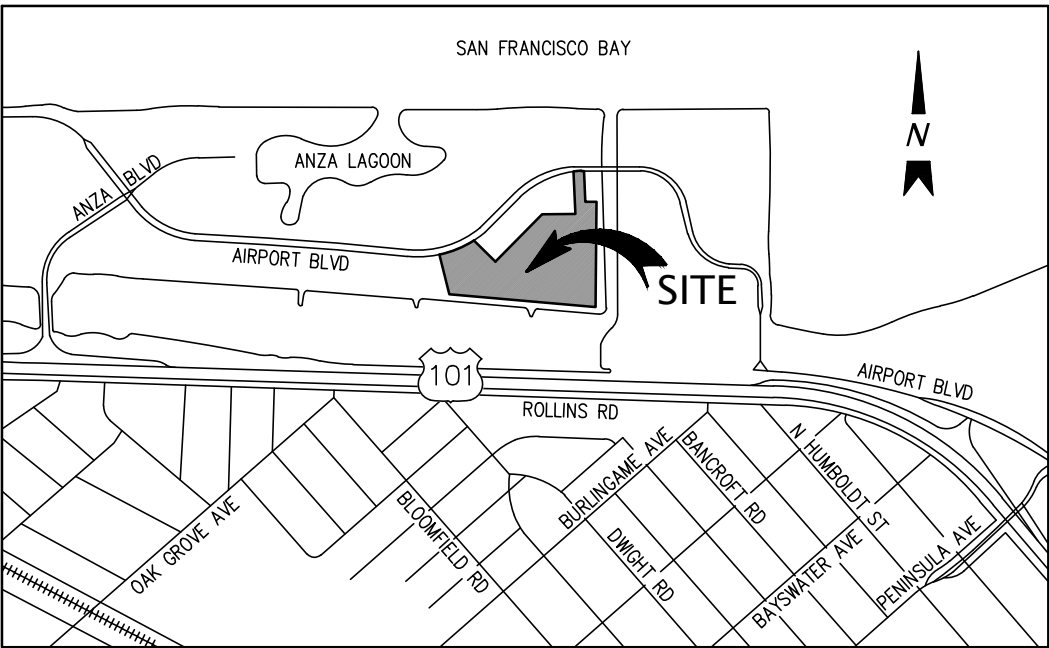 SAN FRANCISCO BAY
N
ANZA LAGOON
ANZA BLVD
AIRPORT BLVD
SITE
101
AIRPORT BLVD
ROLLINS RD
BURLINGAME AVE
BANCROFT RD
N HUMBOLDT ST
OAK GROVE AVE
BLOOMFIELD RD
DWIGHT RD
BAYSWATER AVE
PENINSULA AVE